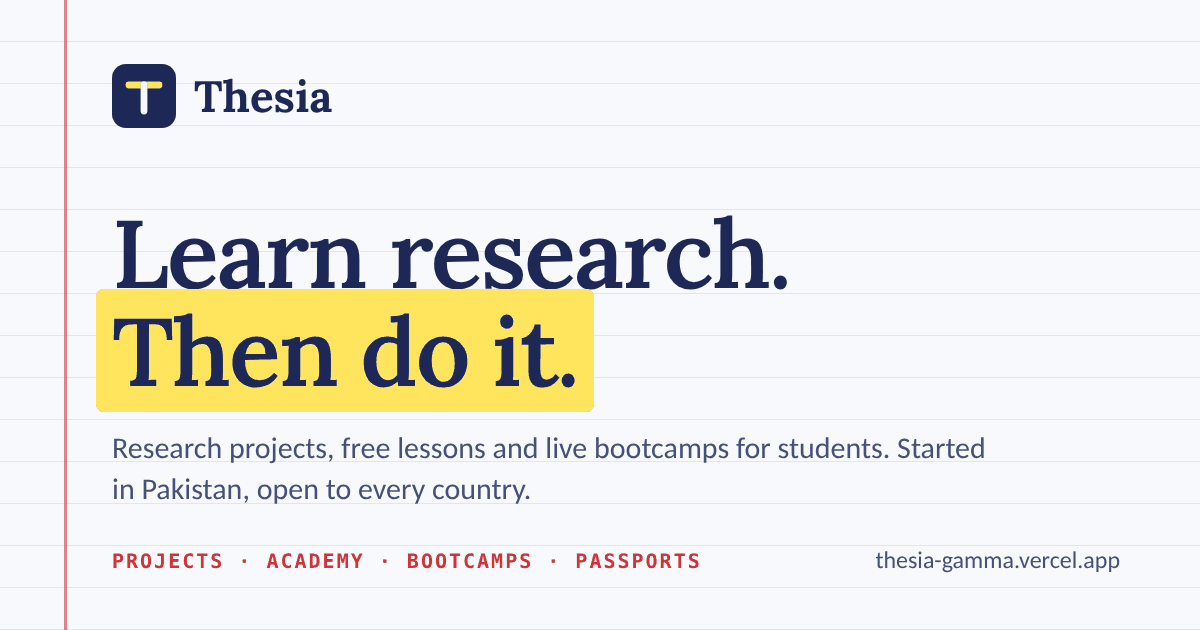 Thesia
Learn research.
Then do it.
Research projects, free lessons and live bootcamps for students. Started
in Pakistan, open to every country.
PROJECTS · ACADEMY · BOOTCAMPS · PASSPORTS
thesia-gamma.vercel.app